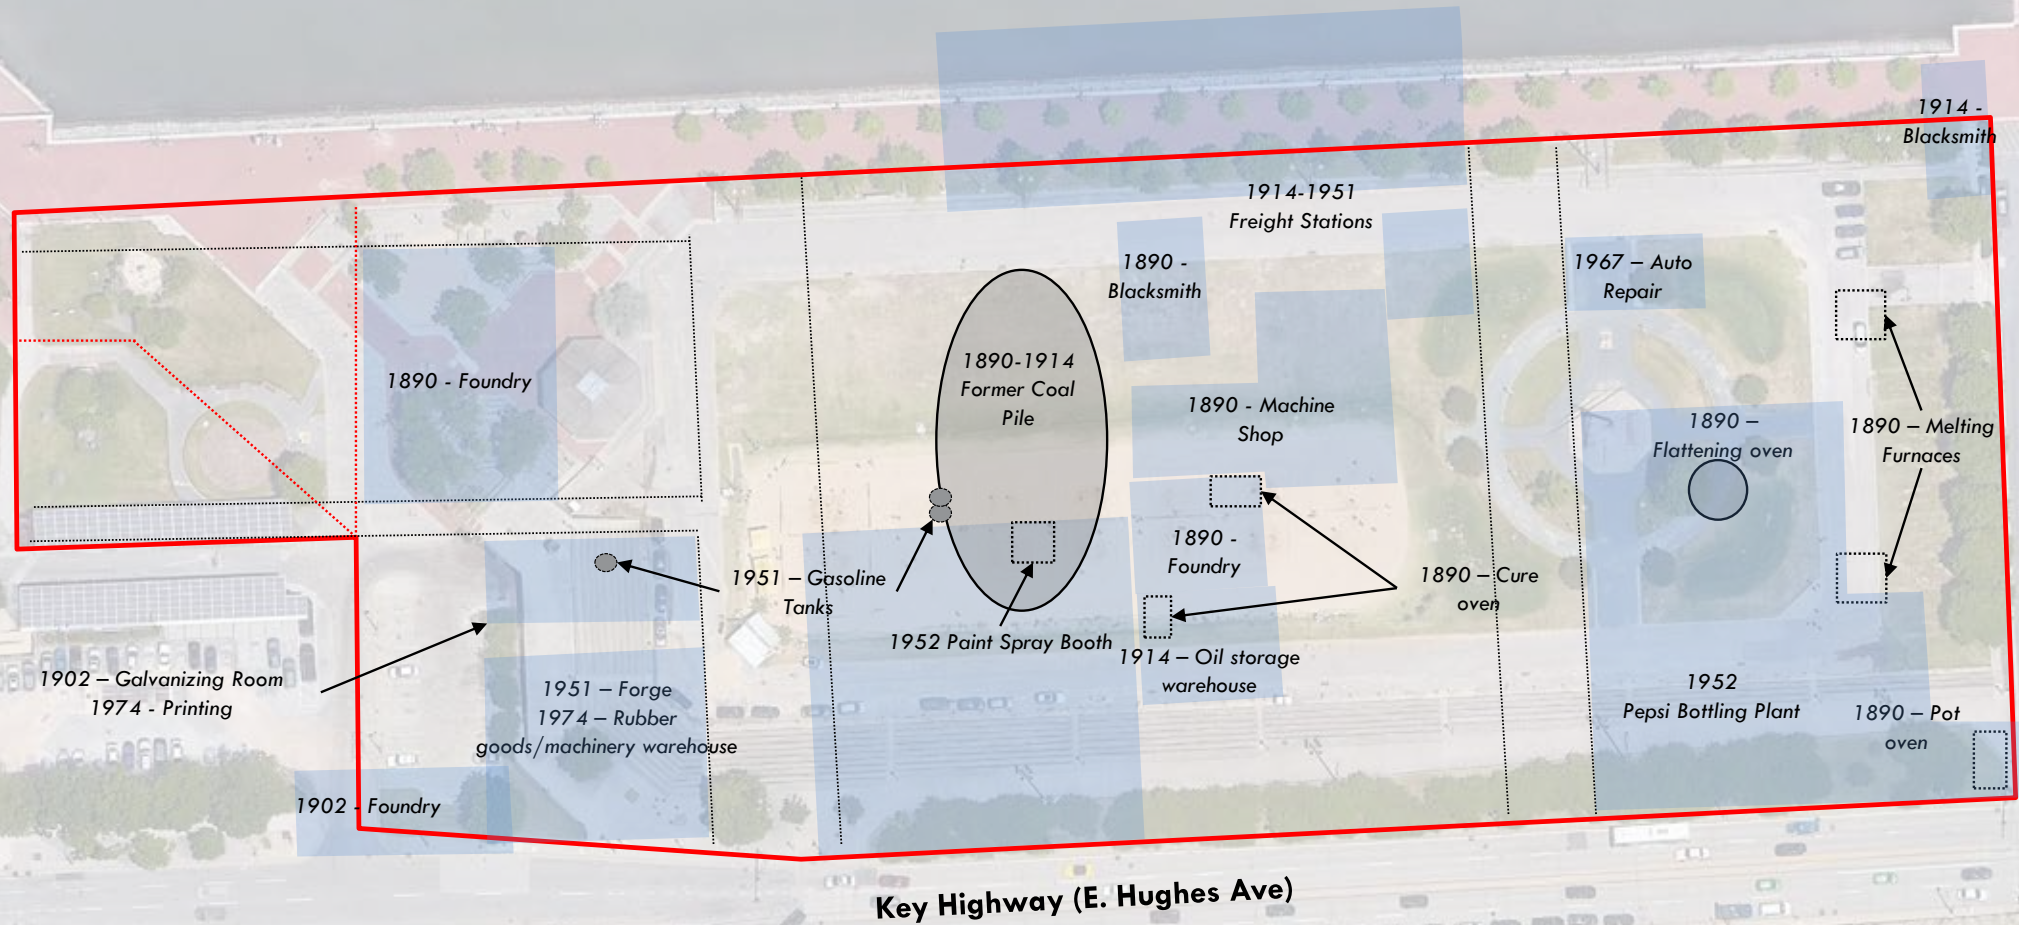 1914 -
Blacksmith
1914-1951
Freight Stations
1890 -
Blacksmith
1967 – Auto
Repair
1890 - Foundry
1890-1914
Former Coal
Pile
1890 - Machine
Shop
1890 –
Flattening oven
1890 – Melting
Furnaces
1890 -
Foundry
1951 – Gasoline
Tanks
1890 – Cure
oven
1952 Paint Spray Booth
1914 – Oil storage
warehouse
1902 – Galvanizing Room
1974 - Printing
1951 – Forge
1974 – Rubber
goods/machinery warehouse
1952
Pepsi Bottling Plant
1890 – Pot
oven
1902 - Foundry
Key Highway (E. Hughes Ave)